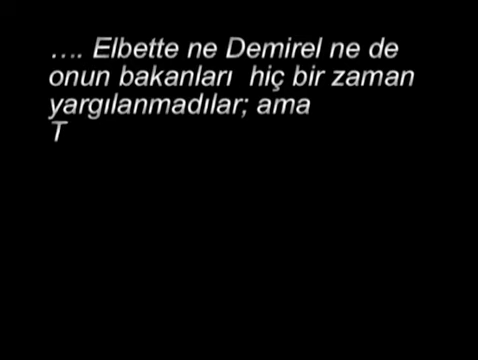 .... Elbette ne Demirel ne de
onun bakanları hiç bir zaman
yargılanmadılar; ama
T